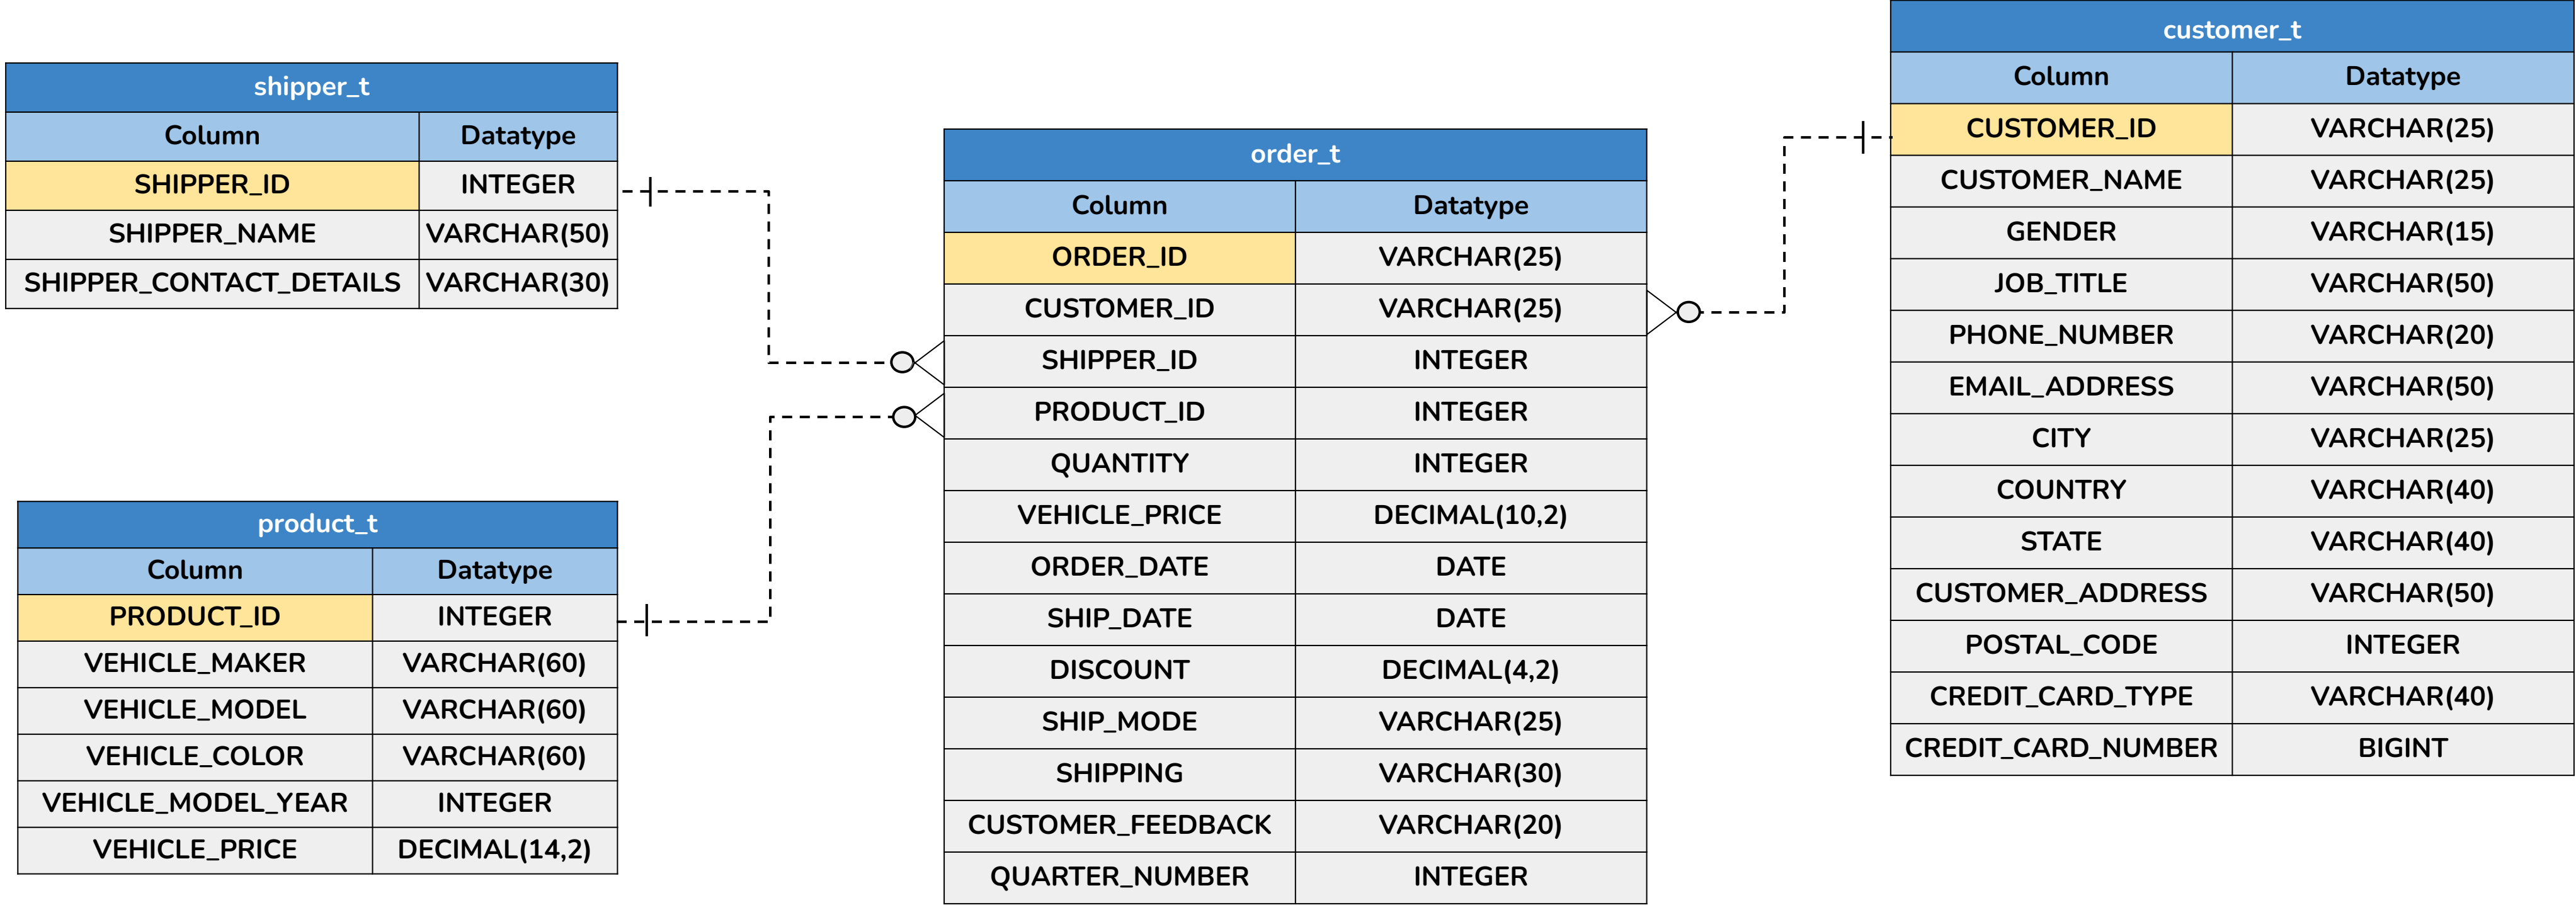 shipper_t
Column Datatype
SHIPPER_ID INTEGER
SHIPPER_NAME VARCHAR(50)
SHIPPER_CONTACT_DETAILS VARCHAR(30)
product_t
Column Datatype
PRODUCT_ID INTEGER
VEHICLE_MAKER VARCHAR(60)
VEHICLE_MODEL VARCHAR(60)
VEHICLE_COLOR VARCHAR(60)
VEHICLE_MODEL_YEAR INTEGER
VEHICLE_PRICE DECIMAL(14,2)
order_t
Column Datatype
ORDER_ID VARCHAR(25)
CUSTOMER_ID VARCHAR(25)
SHIPPER_ID INTEGER
PRODUCT_ID INTEGER
QUANTITY INTEGER
VEHICLE_PRICE DECIMAL(10,2)
ORDER_DATE DATE
SHIP_DATE DATE
DISCOUNT DECIMAL(4,2)
SHIP_MODE VARCHAR(25)
SHIPPING VARCHAR(30)
CUSTOMER_FEEDBACK VARCHAR(20)
QUARTER_NUMBER INTEGER
customer_t
Column Datatype
CUSTOMER_ID VARCHAR(25)
CUSTOMER_NAME VARCHAR(25)
GENDER VARCHAR(15)
JOB_TITLE VARCHAR(50)
PHONE_NUMBER VARCHAR(20)
EMAIL_ADDRESS VARCHAR(50)
CITY VARCHAR(25)
COUNTRY VARCHAR(40)
STATE VARCHAR(40)
CUSTOMER_ADDRESS VARCHAR(50)
POSTAL_CODE INTEGER
CREDIT_CARD_TYPE VARCHAR(40)
CREDIT_CARD_NUMBER BIGINT